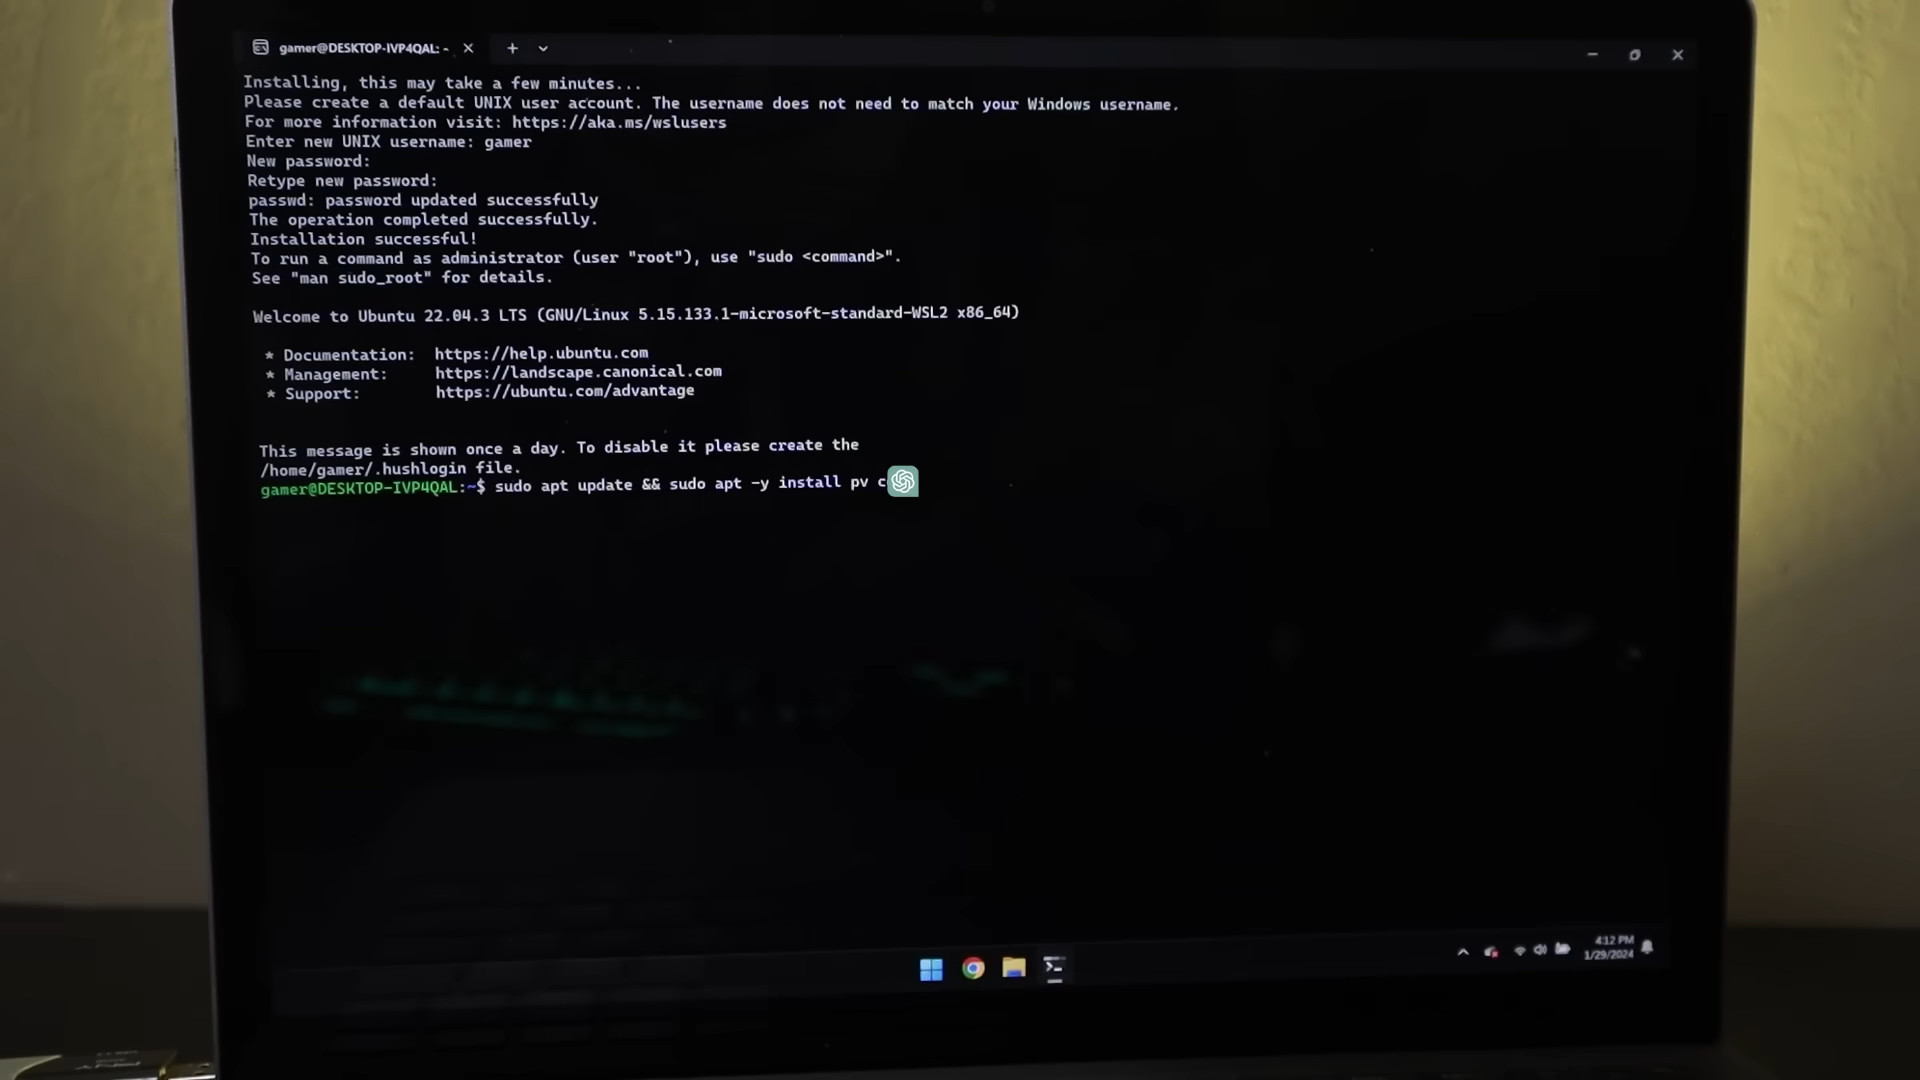 gamer@DESKTOP-IVP4QAL: ~
Installing, this may take a few minutes...
Please create a default UNIX user account. The username does not need to match your Windows username.
For more information visit: https://aka.ms/wslusers
Enter new UNIX username: gamer
New password:
Retype new password:
passwd: password updated successfully
The operation completed successfully.
Installation successful!
To run a command as administrator (user "root"), use "sudo <command>".
See "man sudo_root" for details.
Welcome to Ubuntu 22.04.3 LTS (GNU/Linux 5.15.133.1-microsoft-standard-WSL2 x86_64)
* Documentation: https://help.ubuntu.com
* Management: https://landscape.canonical.com
* Support: https://ubuntu.com/advantage
This message is shown once a day. To disable it please create the
/home/gamer/.hushlogin file.
gamer@DESKTOP-IVP4QAL:~$ sudo apt update && sudo apt -y install pv c
4:12 PM
1/29/2024